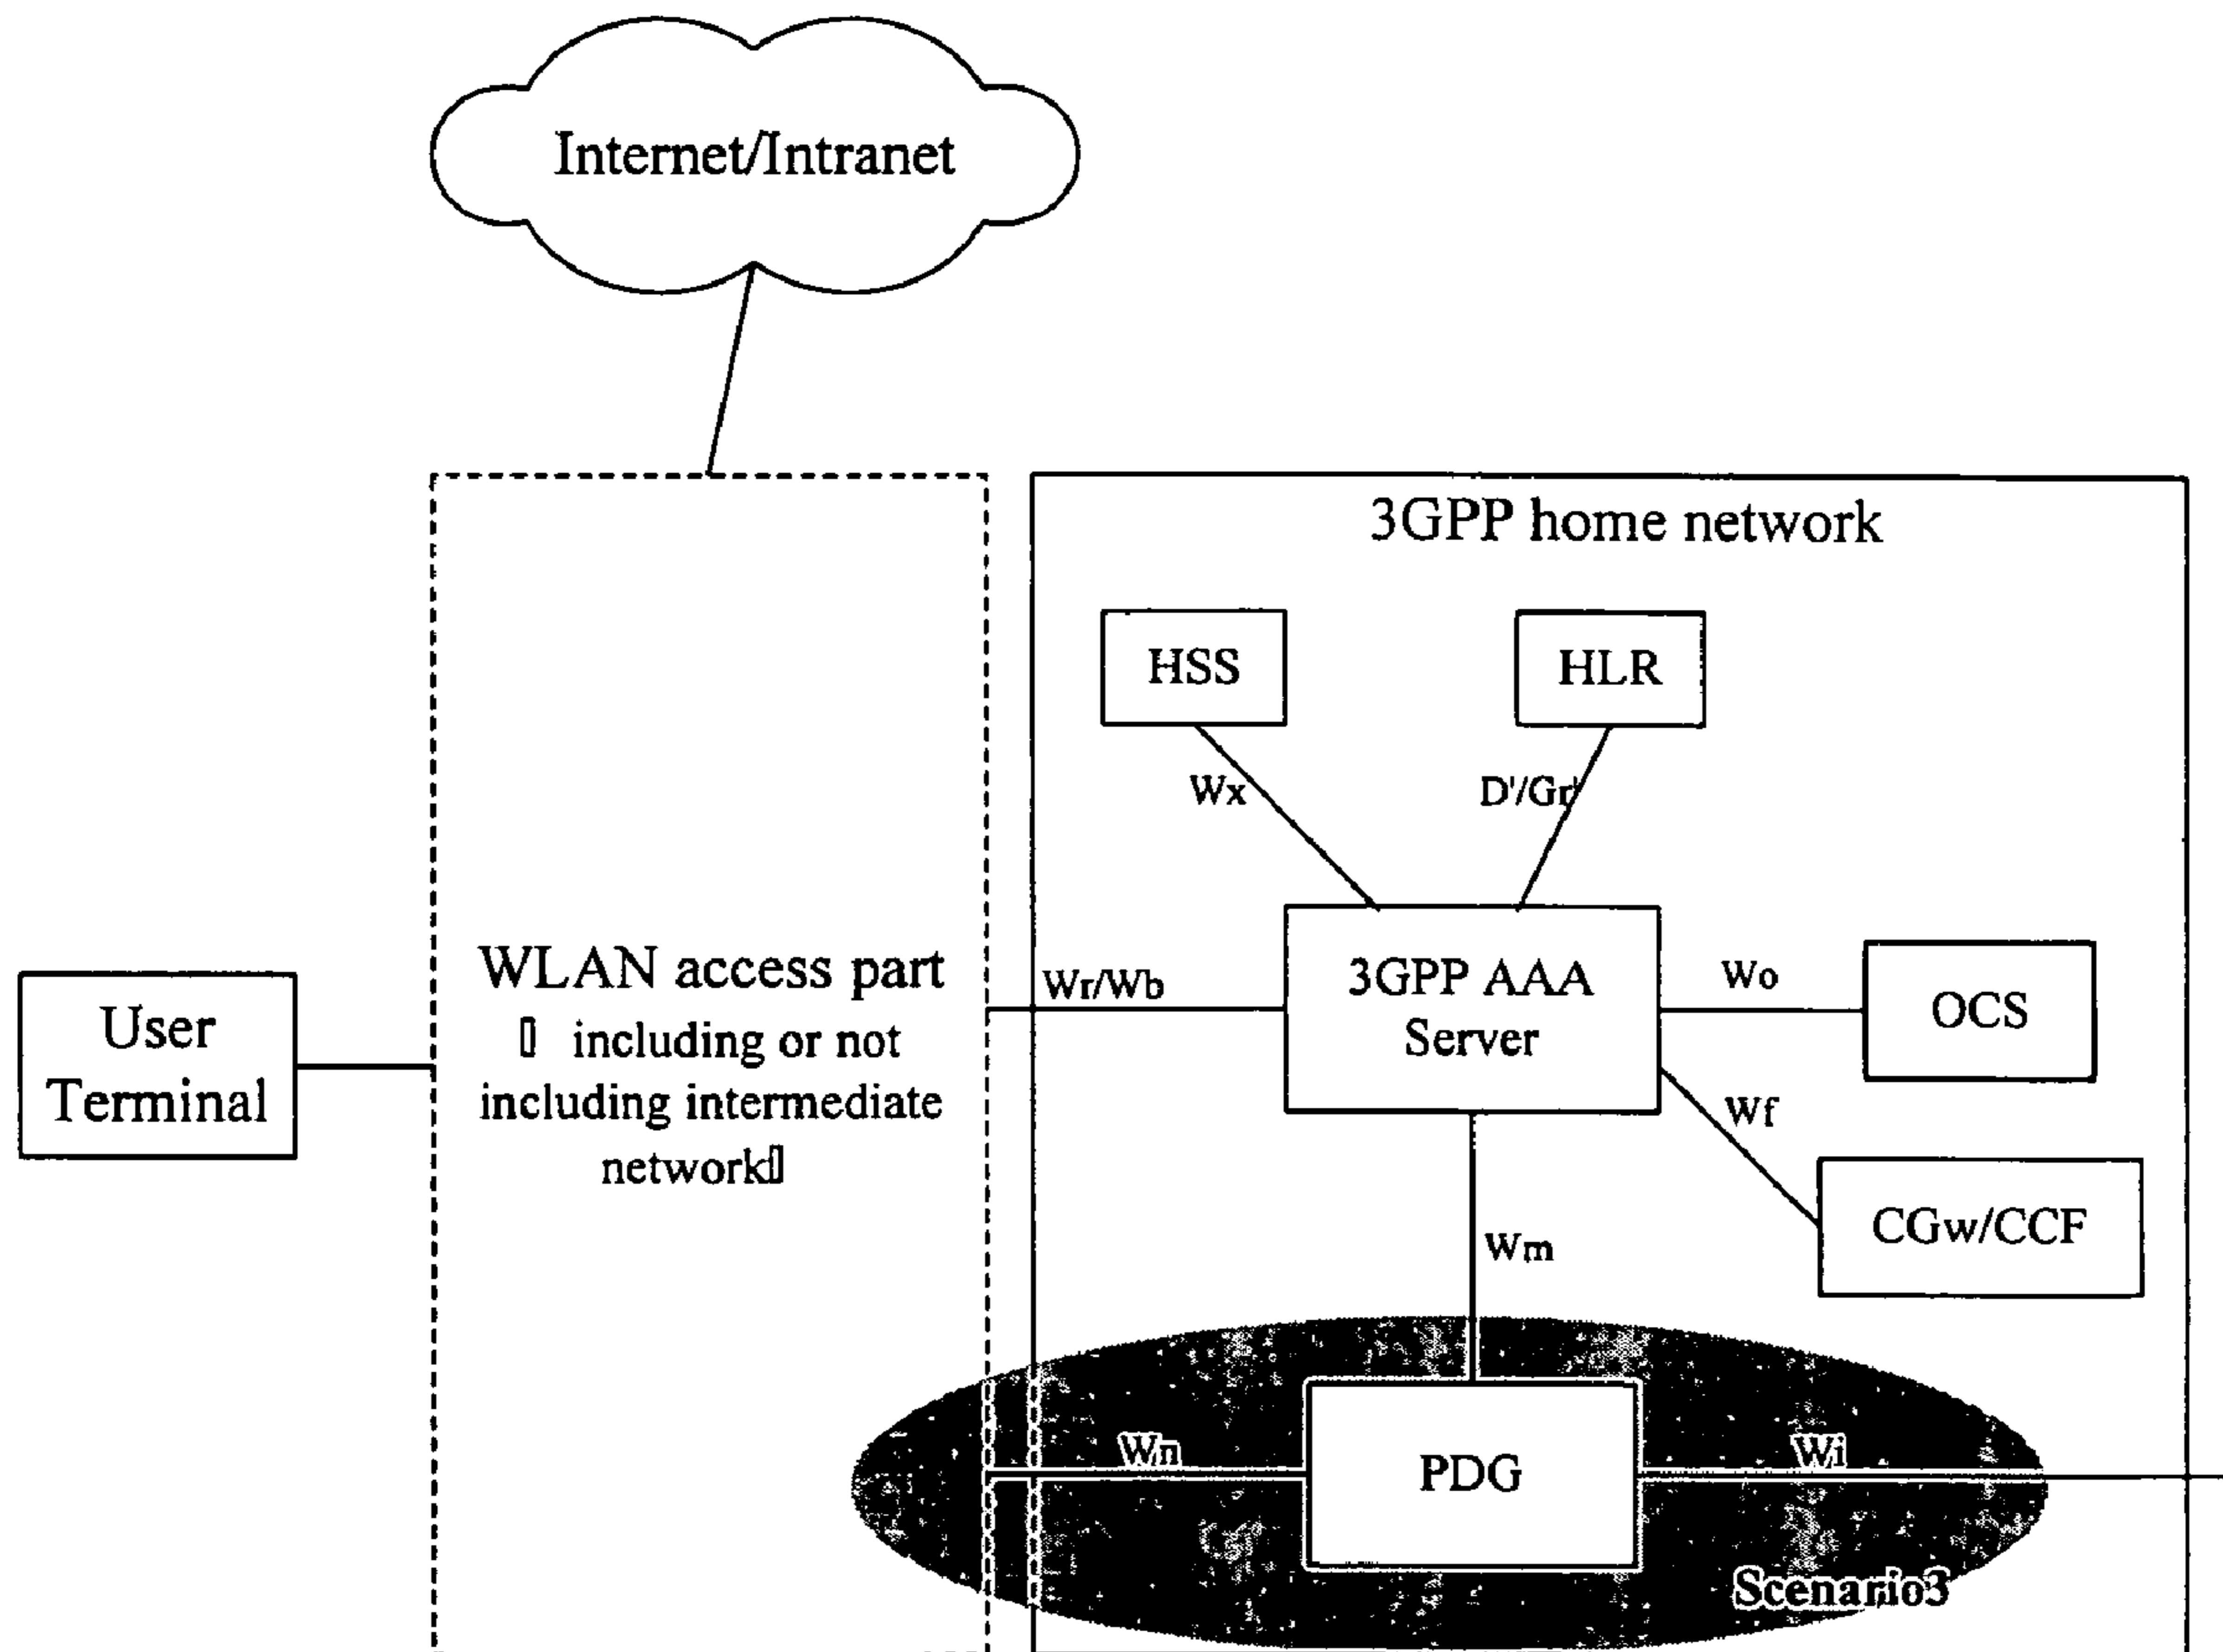 Internet/Intranet
3GPP home network
HSS
HLR
Wx
D'/Gr'
User
Terminal
WLAN access part
including or not
including intermediate
network
Wr/Wb
3GPP AAA
Server
Wo
OCS
Wf
CGw/CCF
Wm
Wn
PDG
Wi
Scenario3